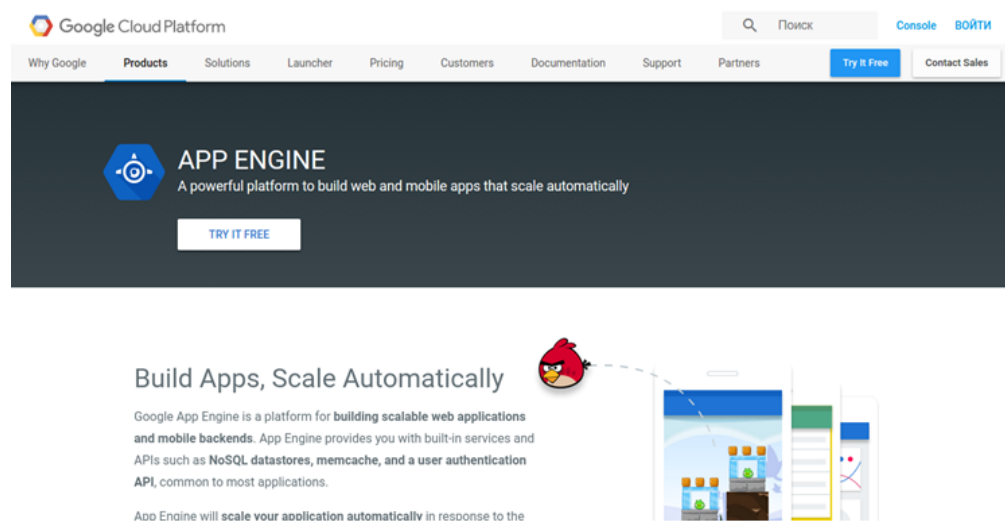 Google Cloud Platform
Поиск
Console ВОЙТИ
Why Google Products Solutions Launcher Pricing Customers Documentation Support Partners Try It Free Contact Sales
APP ENGINE
A powerful platform to build web and mobile apps that scale automatically
TRY IT FREE
Build Apps, Scale Automatically
Google App Engine is a platform for building scalable web applications
and mobile backends. App Engine provides you with built-in services and
APIs such as NoSQL datastores, memcache, and a user authentication
API, common to most applications.
App Engine will scale your application automatically in response to the